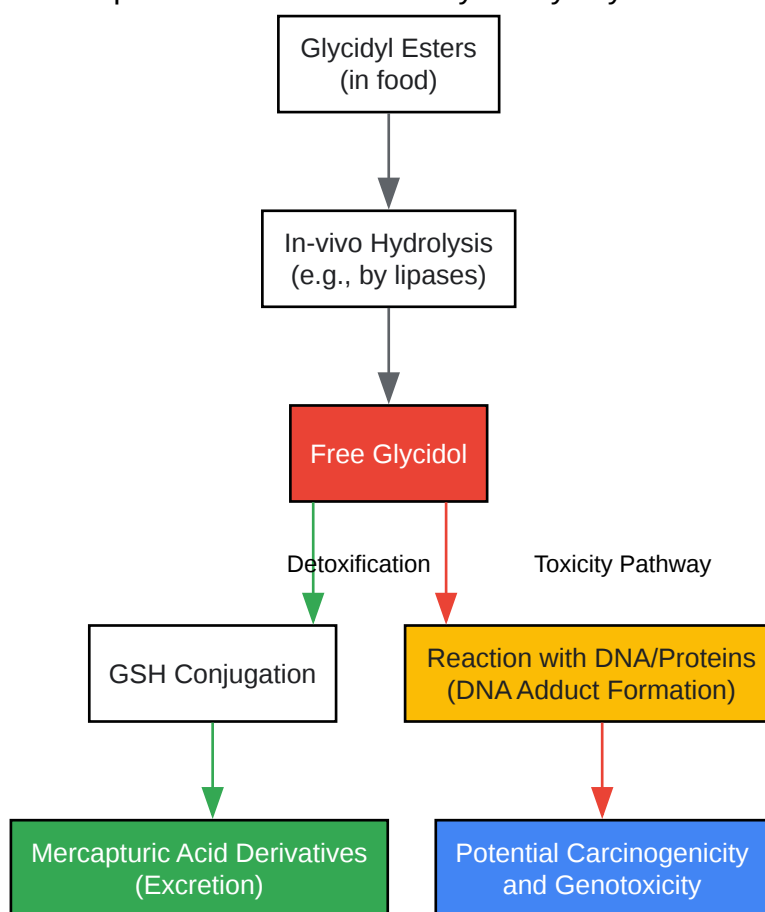 Glycidyl Esters
(in food)
In-vivo Hydrolysis
(e.g., by lipases)
Free Glycidol
Detoxification
Toxicity Pathway
GSH Conjugation
Reaction with DNA/Proteins
(DNA Adduct Formation)
Mercapturic Acid Derivatives
(Excretion)
Potential Carcinogenicity
and Genotoxicity